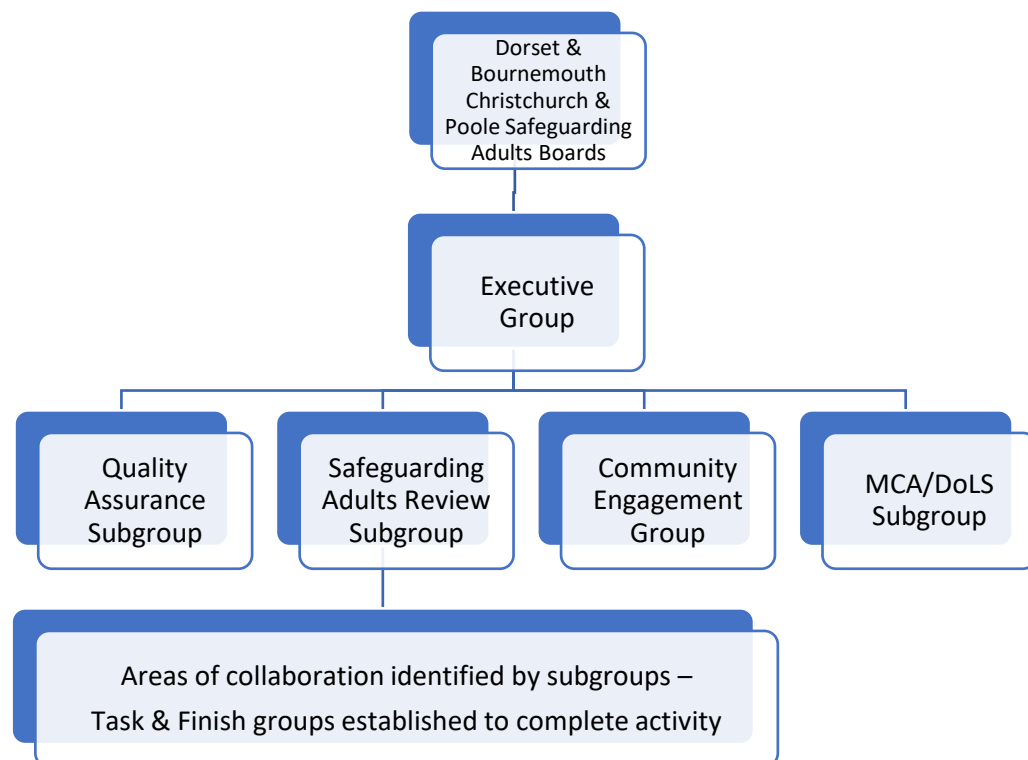 Dorset &
Bournemouth
Christchurch &
Poole Safeguarding
Adults Boards
Executive
Group
Quality
Assurance
Subgroup
Safeguarding
Adults Review
Subgroup
Community
Engagement
Group
MCA/DoLS
Subgroup
Areas of collaboration identified by subgroups –
Task & Finish groups established to complete activity